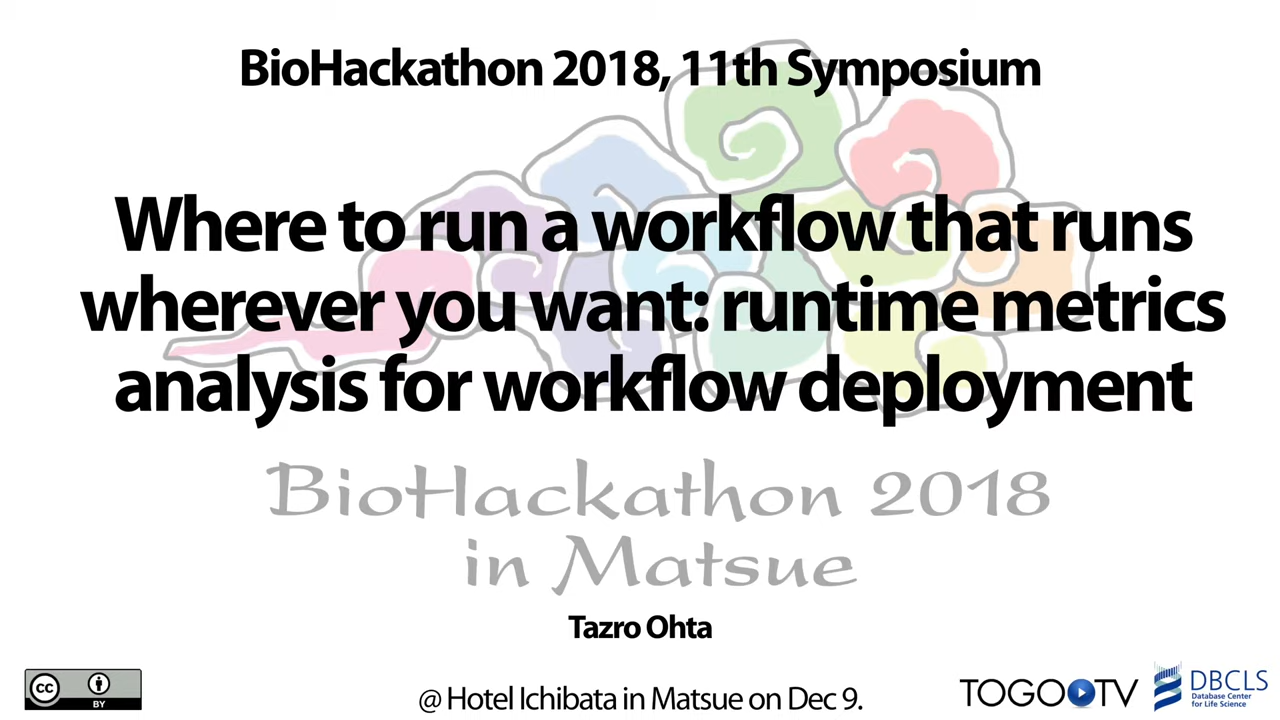 BioHackathon 2018, 11th Symposium
Where to run a workflow that runs
wherever you want: runtime metrics
analysis for workflow deployment
BioHackathon 2018
in Matsue
Tazro Ohta
@ Hotel Ichibata in Matsue on Dec 9.
cc
BY
TOGO TV
DBCLS
Database Center
for Life Science